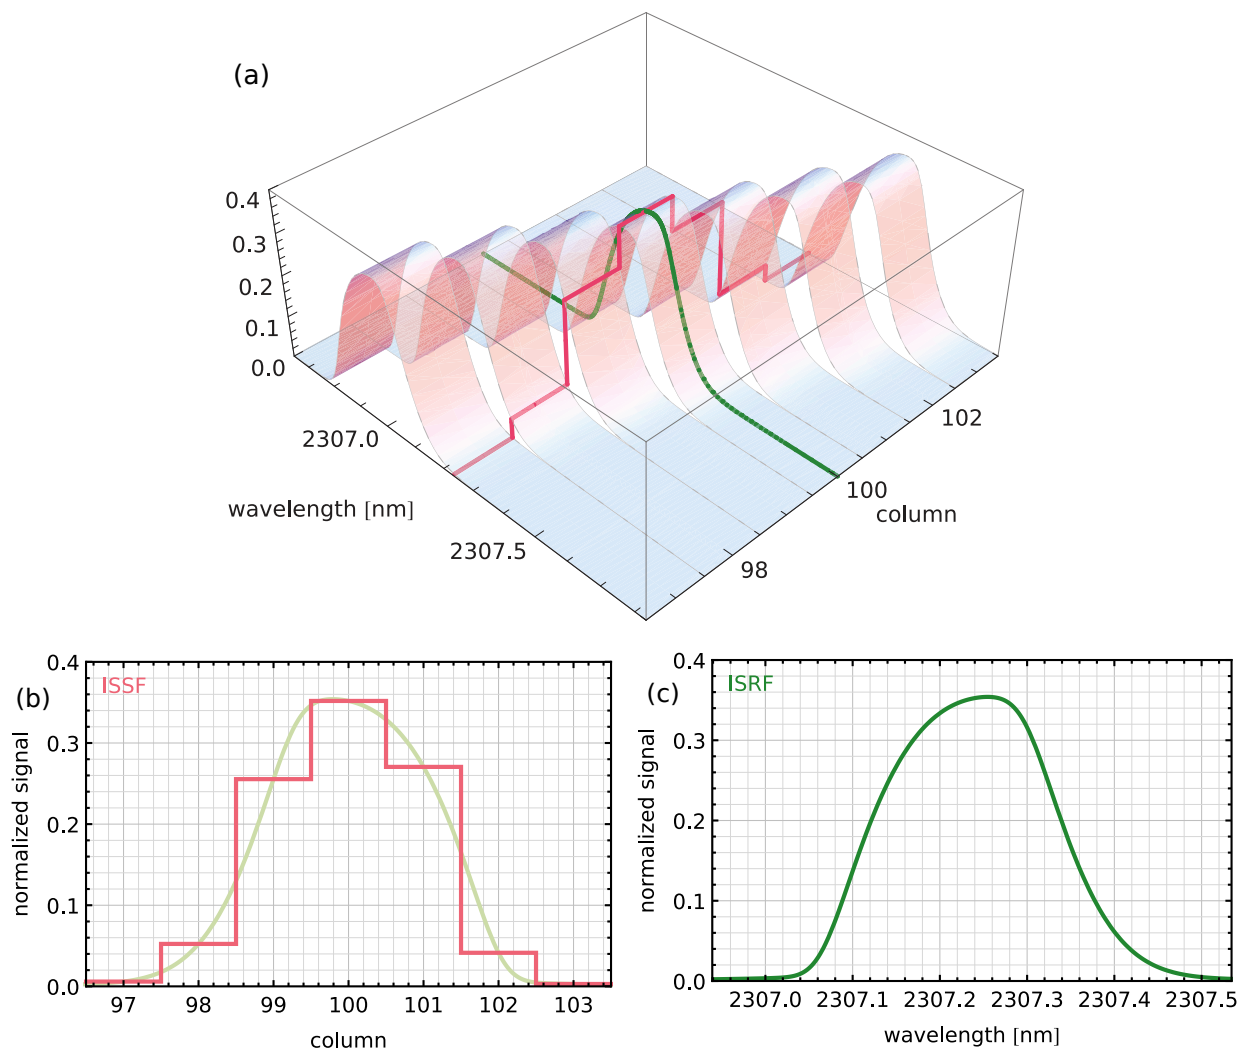 (a)
0.4
0.3
0.2
0.1
0.0
2307.0
wavelength [nm]
2307.5
102
100
column
98
(b)
ISSF
0.4
0.3
0.2
0.1
0.0
normalized signal
97 98 99 100 101 102 103
column
(c)
ISRF
0.4
0.3
0.2
0.1
0.0
normalized signal
2307.0 2307.1 2307.2 2307.3 2307.4 2307.5
wavelength [nm]